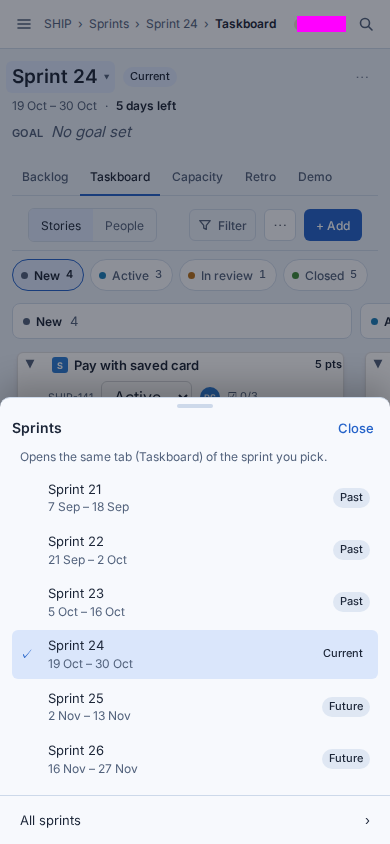 SHIP › Sprints › Sprint 24 › Taskboard
Sprint 24 ▾ Current ···
19 Oct – 30 Oct · 5 days left
GOAL No goal set
Backlog Taskboard Capacity Retro Demo
Stories People Filter ··· + Add
New 4 Active 3 In review 1 Closed 5
New 4 A
▼ S Pay with saved card 5 pts ▼
SHIP-141 Active 0/3
Sprints Close
Opens the same tab (Taskboard) of the sprint you pick.
Sprint 21
7 Sep – 18 Sep Past
Sprint 22
21 Sep – 2 Oct Past
Sprint 23
5 Oct – 16 Oct Past
✓ Sprint 24
19 Oct – 30 Oct Current
Sprint 25
2 Nov – 13 Nov Future
Sprint 26
16 Nov – 27 Nov Future
All sprints ›